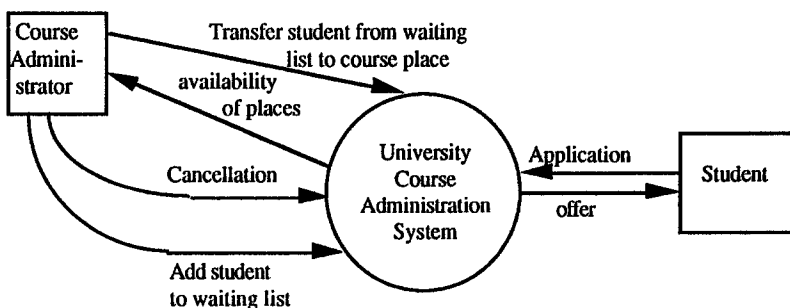 Course
Admini-
strator
Transfer student from waiting
list to course place
availability
of places
Cancellation
Add student
to waiting list
University
Course
Administration
System
Application
offer
Student